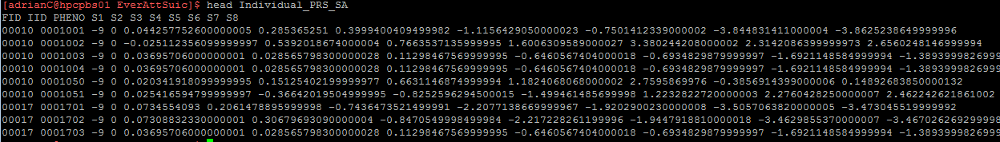 [adrianC@hpcpbs01 EverAttSuic]$ head Individual_PRS_SA
FID IID PHENO S1 S2 S3 S4 S5 S6 S7 S8
00010 0001001 -9 0 0.044257752600000005 0.285365251 0.3999400409499982 -1.1156429050000023 -0.7501412339000002 -3.844831411000004 -3.8625238649999996
00010 0001002 -9 0 -0.025112356099999997 0.5392018674000004 0.7663537135999995 1.6006309589000027 3.380244208000002 2.3142086399999973 2.6560248146999994
00010 0001003 -9 0 0.03695706000000001 0.028565798300000028 0.11298467569999995 -0.6460567404000018 -0.6934829879999997 -1.6921148584999994 -1.3893999826999
00010 0001004 -9 0 0.03695706000000001 0.028565798300000028 0.11298467569999995 -0.6460567404000018 -0.6934829879999997 -1.6921148584999994 -1.3893999826999
00010 0001050 -9 0 0.020341918099999995 0.15125402199999977 0.6631146874999994 1.1824068068000002 2.7595869976 -0.3856914399000006 0.14892683850000132
00010 0001051 -9 0 0.025416594799999997 -0.36642019504999995 -0.8252596294500015 -1.499461485699998 1.2232822720000003 2.2760428250000007 2.462242621861002
00017 0001701 -9 0 0.0734554093 0.2061478895999998 -0.7436473521499991 -2.2077138669999967 -1.9202900230000008 -3.5057063820000005 -3.473045519999992
00017 0001702 -9 0 0.07308832330000001 0.306796930900000004 -0.8470549998499984 -2.217228261199996 -1.9447918810000018 -3.4629855370000007 -3.467026269299998
00017 0001703 -9 0 0.03695706000000001 0.028565798300000028 0.11298467569999995 -0.6460567404000018 -0.6934829879999997 -1.6921148584999994 -1.3893999826999